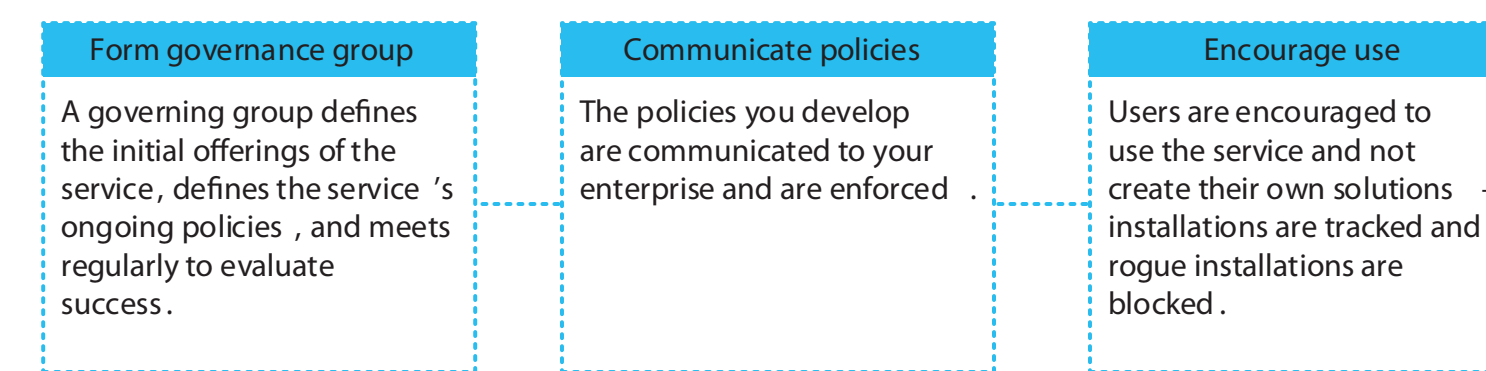 Form governance group
A governing group defines
the initial offerings of the
service, defines the service 's
ongoing policies , and meets
regularly to evaluate
success.
Communicate policies
The policies you develop
are communicated to your
enterprise and are enforced .
Encourage use
Users are encouraged to
use the service and not
create their own solutions -
installations are tracked and
rogue installations are
blocked.